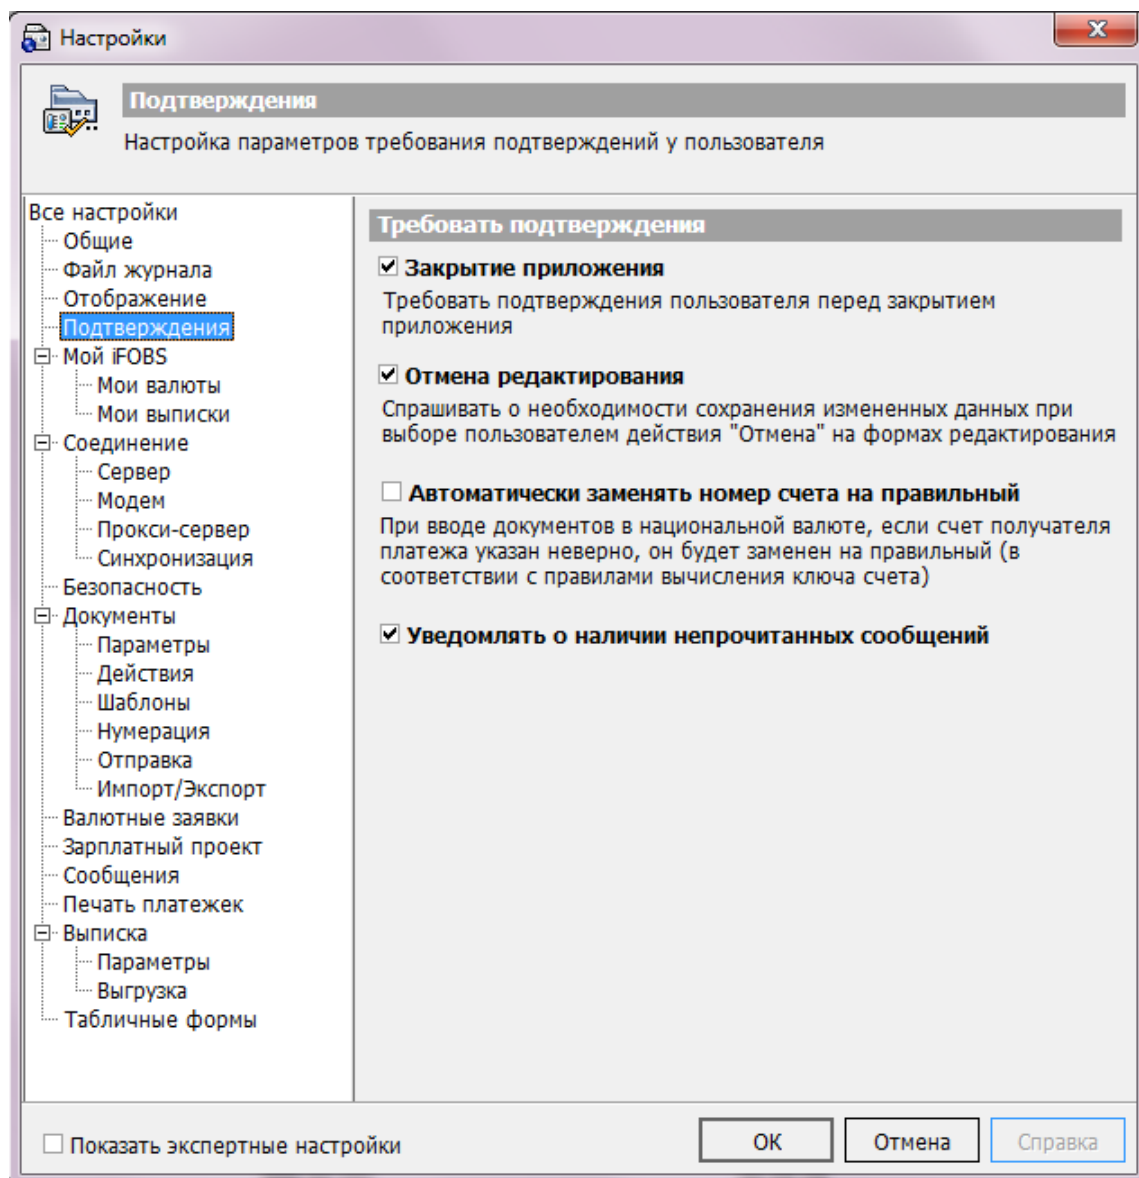 Настройки
Подтверждения
Настройка параметров требования подтверждений у пользователя
Все настройки
Общие
Файл журнала
Отображение
Подтверждения
Мой iFOBS
Мои валюты
Мои выписки
Соединение
Сервер
Модем
Прокси-сервер
Синхронизация
Безопасность
Документы
Параметры
Действия
Шаблоны
Нумерация
Отправка
Импорт/Экспорт
Валютные заявки
Зарплатный проект
Сообщения
Печать платежек
Выписка
Параметры
Выгрузка
Табличные формы
Требовать подтверждения
Закрытие приложения
Требовать подтверждения пользователя перед закрытием
приложения
Отмена редактирования
Спрашивать о необходимости сохранения измененных данных при
выборе пользователем действия "Отмена" на формах редактирования
Автоматически заменять номер счета на правильный
При вводе документов в национальной валюте, если счет получателя
платежа указан неверно, он будет заменен на правильный (в
соответствии с правилами вычисления ключа счета)
Уведомлять о наличии непрочитанных сообщений
Показать экспертные настройки
ОК
Отмена
Справка